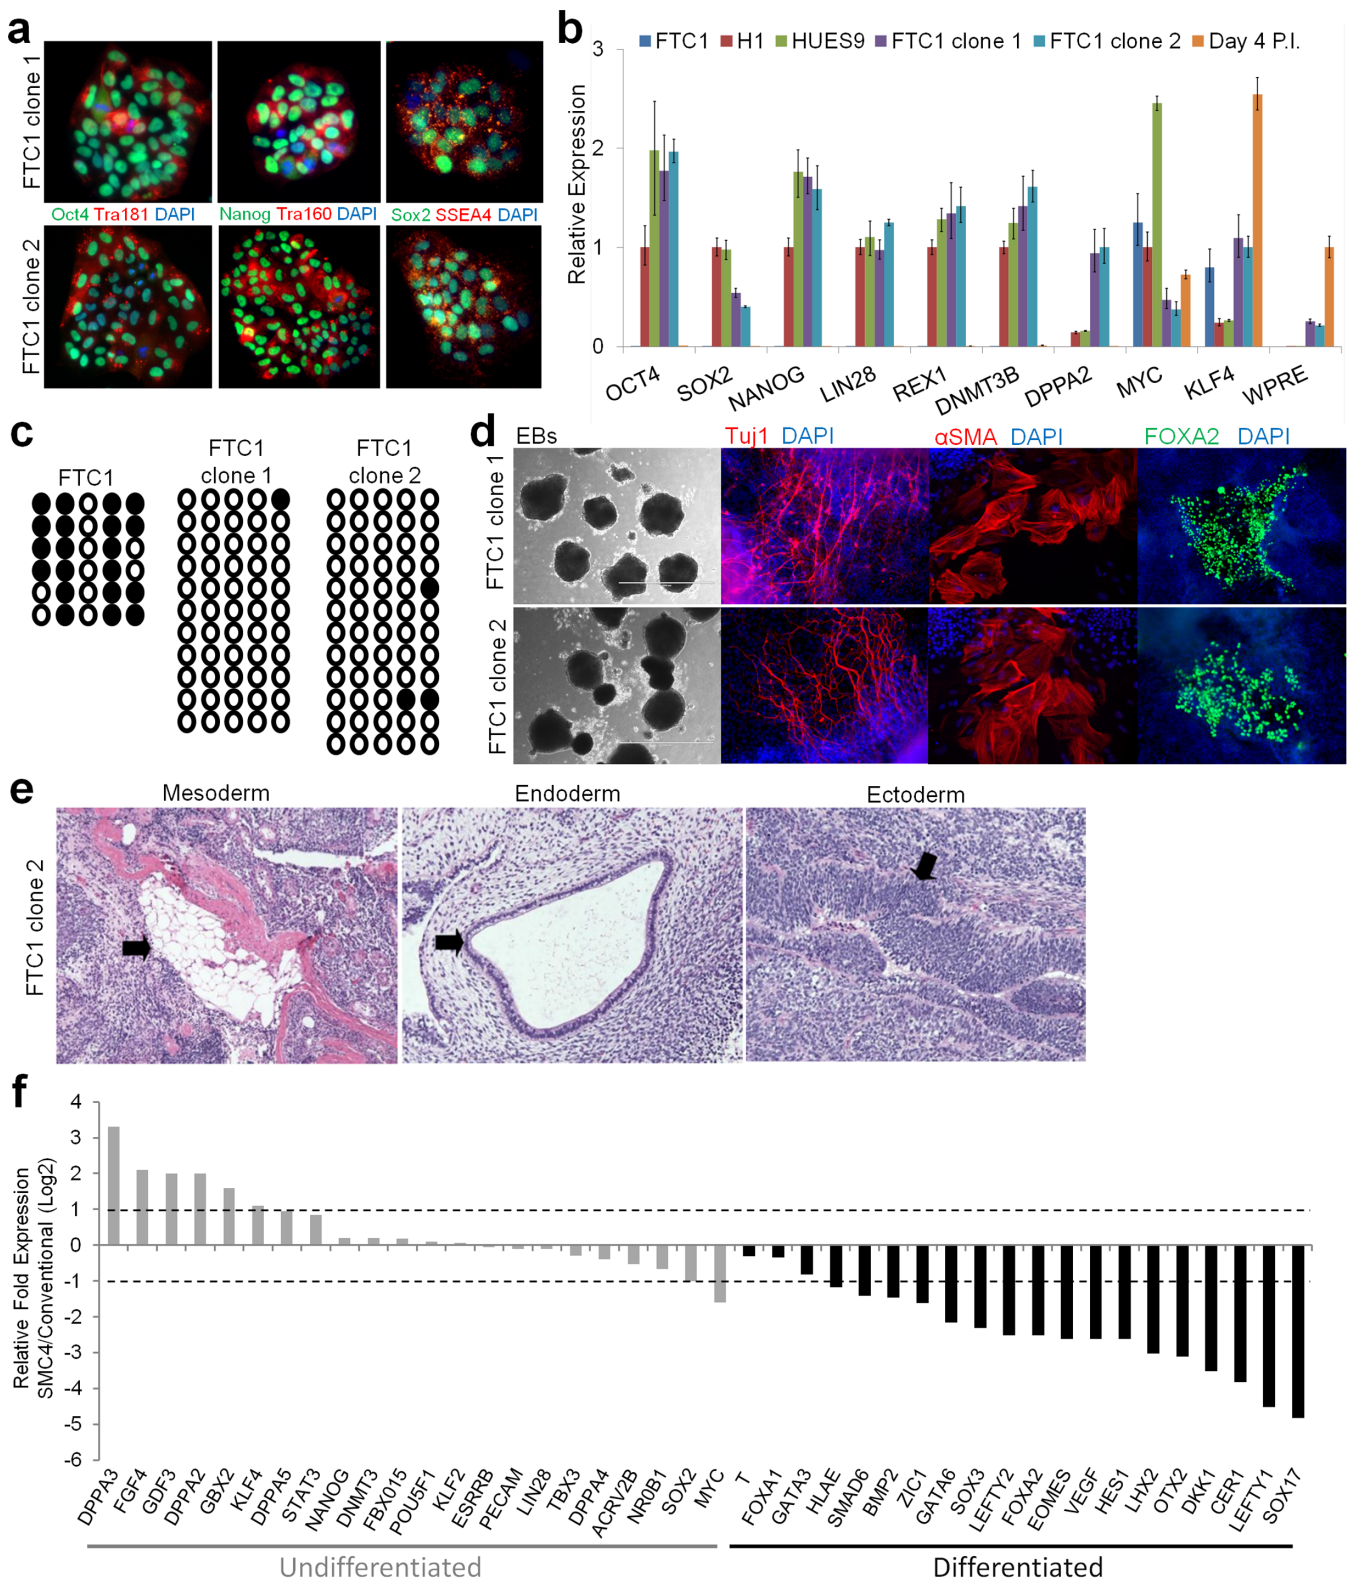 a
FTC1 clone 1
Oct4 Tra181 DAPI
Nanog Tra160 DAPI
Sox2 SSEA4 DAPI
FTC1 clone 2
b
FTC1 H1 HUES9 FTC1 clone 1 FTC1 clone 2 Day 4 P.I.
Relative Expression
3
2
1
0
OCT4
SOX2
NANOG
LIN28
REX1
DNMT3B
DPPA2
MYC
KLF4
WPRE
c
FTC1
FTC1
clone 1
FTC1
clone 2
d
EBs
Tuj1 DAPI
αSMA DAPI
FOXA2 DAPI
FTC1 clone 1
FTC1 clone 2
e
Mesoderm
Endoderm
Ectoderm
FTC1 clone 2
f
Relative Fold Expression
SMC4/Conventional (Log2)
4
3
2
1
0
-1
-2
-3
-4
-5
-6
DPPA3
FGF4
GDF3
DPPA2
GBX2
KLF4
DPPA5
STAT3
NANOG
DNMT3
FBXO15
POU5F1
KLF2
ESRRB
PECAM
LIN28
TBX3
DPPA4
ACRV2B
NR0B1
SOX2
MYC
T
FOXA1
GATA3
HLAE
SMAD6
BMP2
ZIC1
GATA6
SOX3
LEFTY2
FOXA2
EOMES
VEGF
HES1
LHX2
OTX2
DKK1
CER1
LEFTY1
SOX17
Undifferentiated
Differentiated